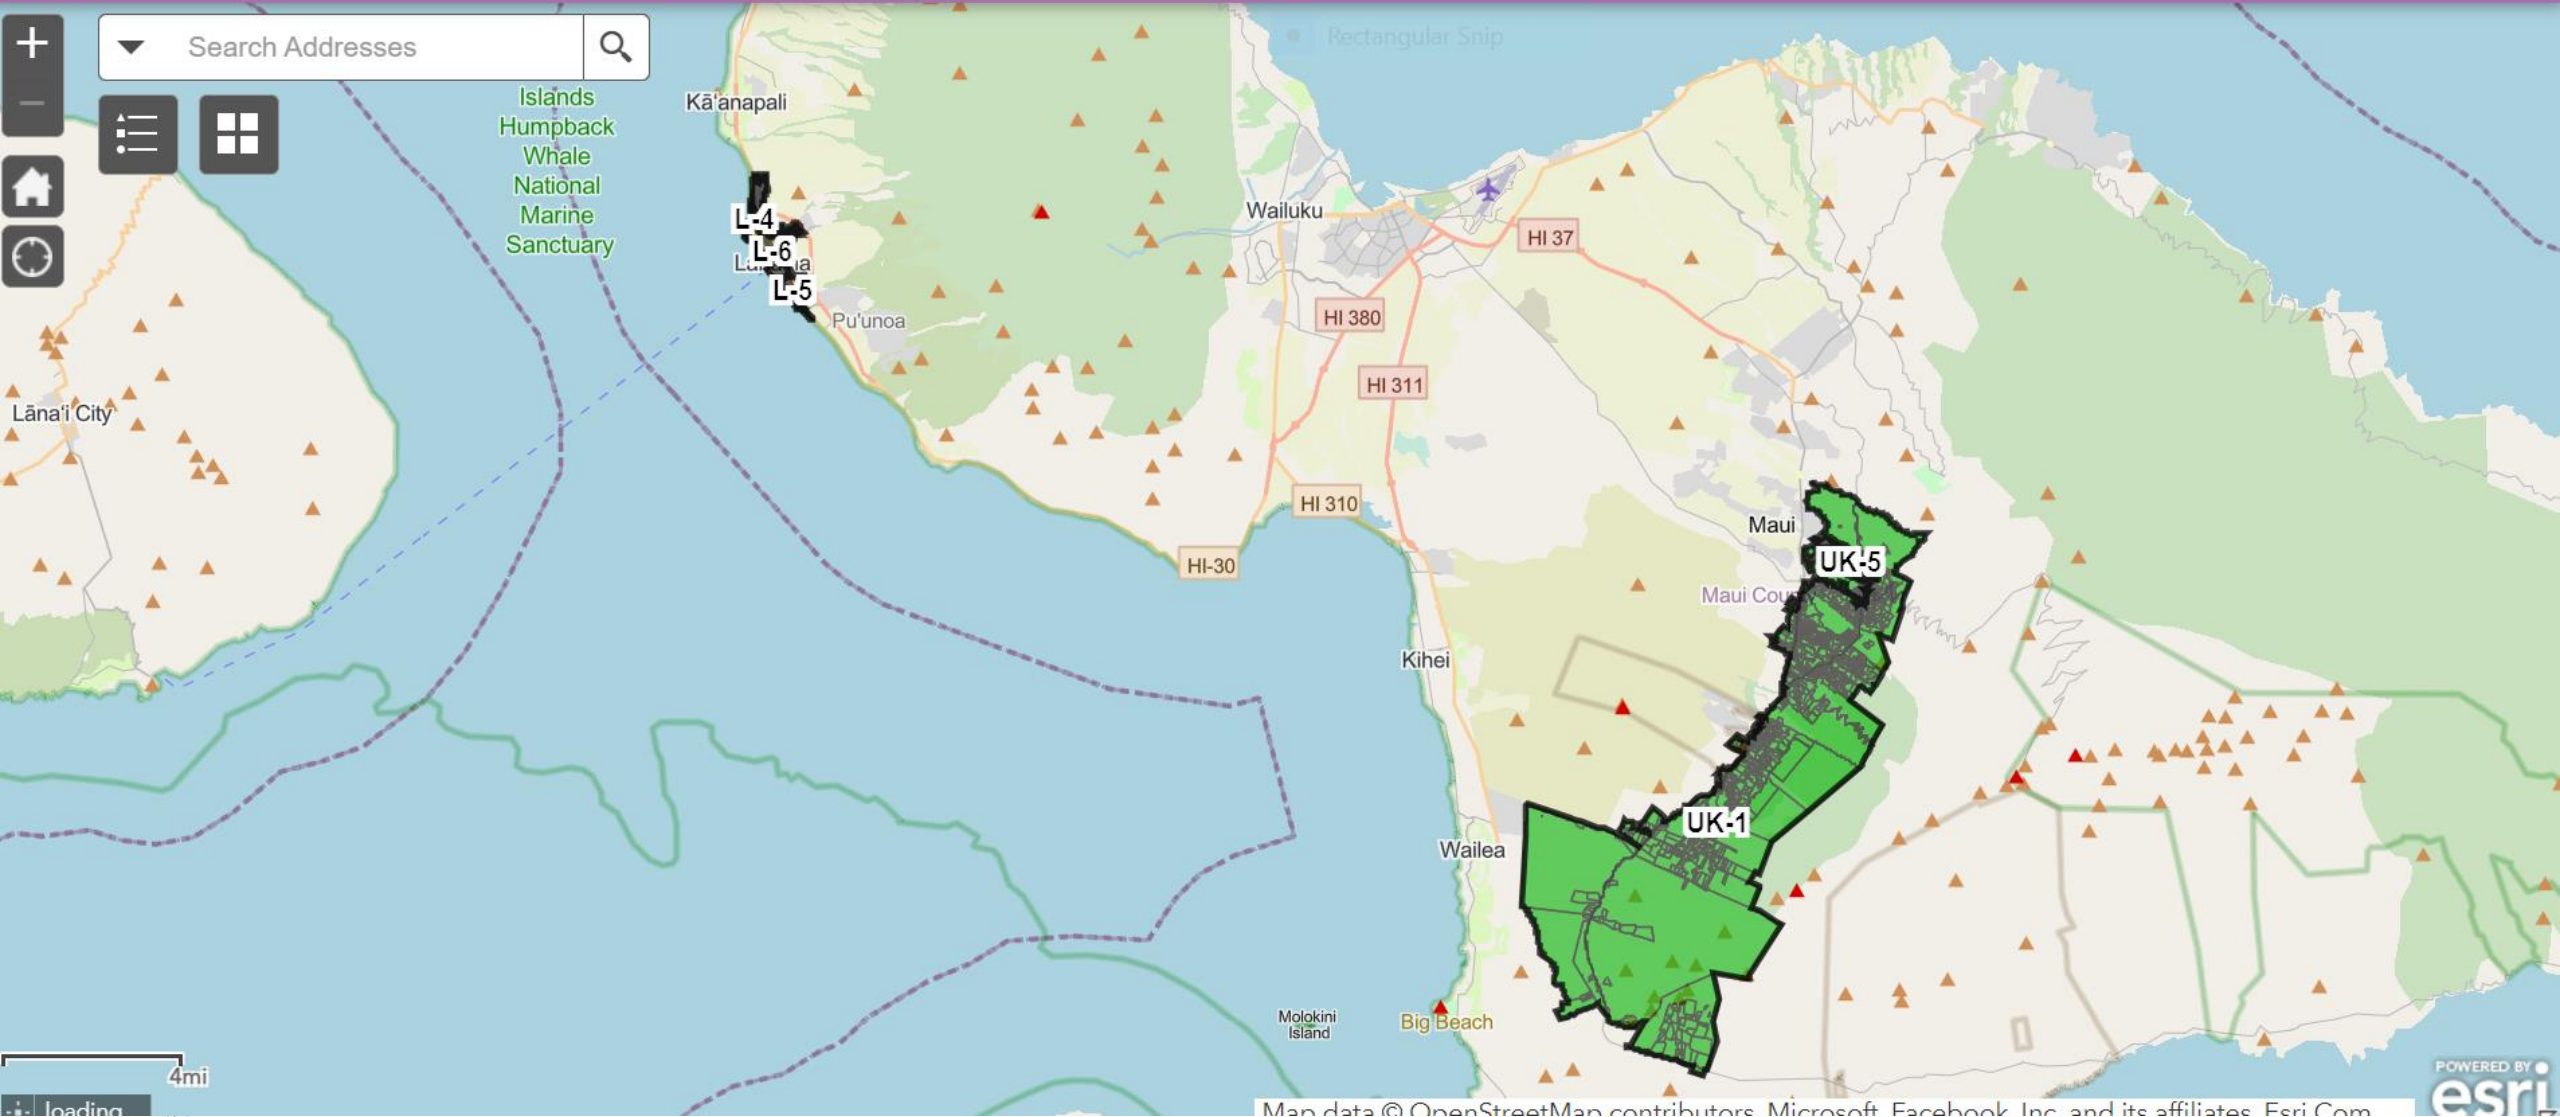 Rectangular Snip
Search Addresses
Islands
Humpback
Whale
National
Marine
Sanctuary
Kā'anapali
L-4
L-6
L-5
Pu'unoa
Wailuku
HI 37
HI 380
HI 311
HI 310
HI-30
Lāna'i City
Maui
UK-5
Kihei
UK-1
Wailea
Molokini
Island
Big Beach
4mi
loading
POWERED BY
esri
Map data © OpenStreetMap contributors, Microsoft, Facebook, Inc. and its affiliates, Esri Com